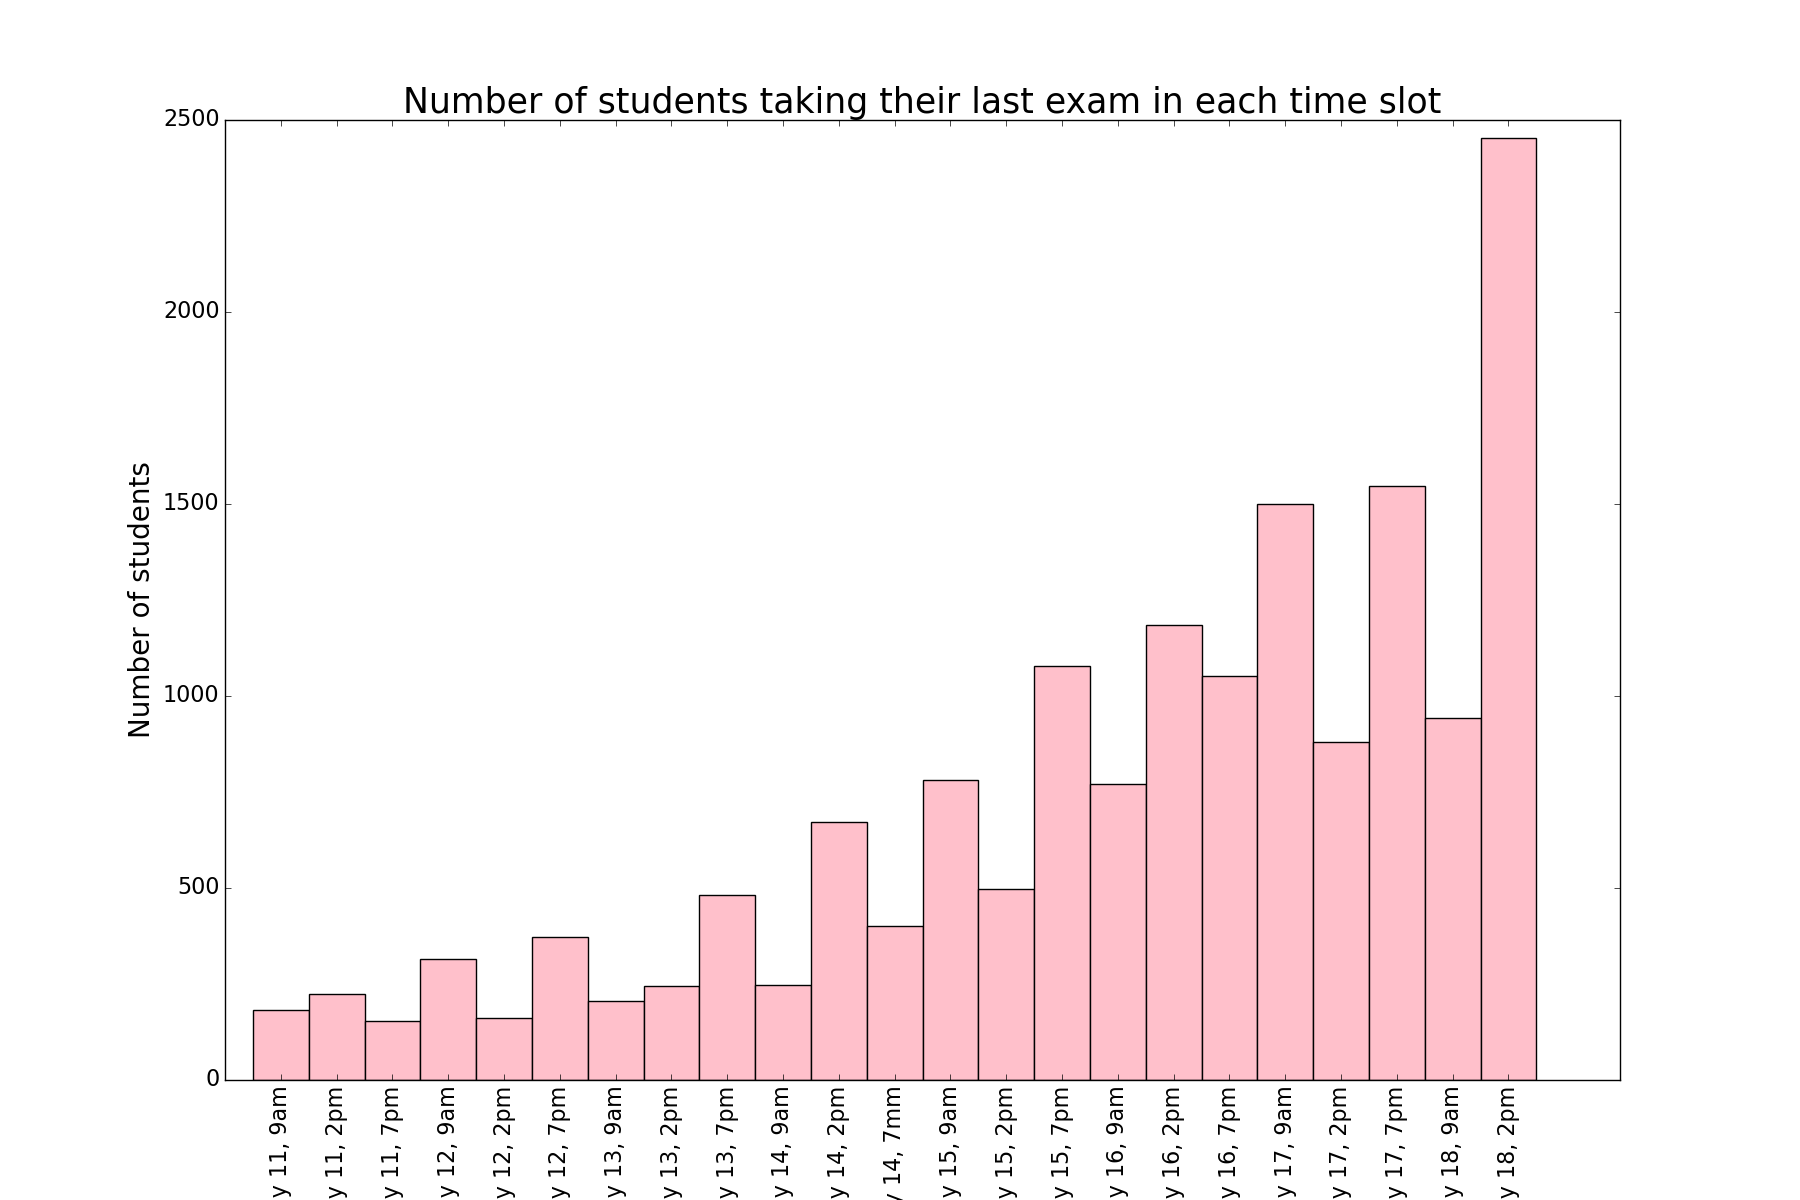 Number of students taking their last exam in each time slot
Number of students
2500
2000
1500
1000
500
0
y 11, 9am
y 11, 2pm
y 11, 7pm
y 12, 9am
y 12, 2pm
y 12, 7pm
y 13, 9am
y 13, 2pm
y 13, 7pm
y 14, 9am
y 14, 2pm
y 14, 7mm
y 15, 9am
y 15, 2pm
y 15, 7pm
y 16, 9am
y 16, 2pm
y 16, 7pm
y 17, 9am
y 17, 2pm
y 17, 7pm
y 18, 9am
y 18, 2pm